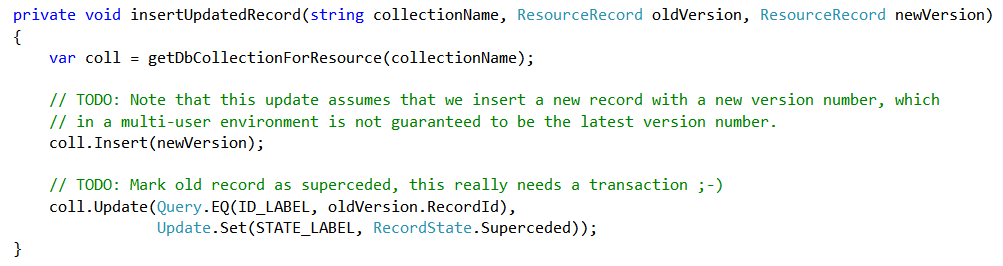 private void insertUpdatedRecord(string collectionName, ResourceRecord oldVersion, ResourceRecord newVersion)
{
    var coll = getDbCollectionForResource(collectionName);

    // TODO: Note that this update assumes that we insert a new record with a new version number, which
    // in a multi-user environment is not guaranteed to be the latest version number.
    coll.Insert(newVersion);

    // TODO: Mark old record as superceded, this really needs a transaction ;-)
    coll.Update(Query.EQ(ID_LABEL, oldVersion.RecordId),
                Update.Set(STATE_LABEL, RecordState.Superceded));
}